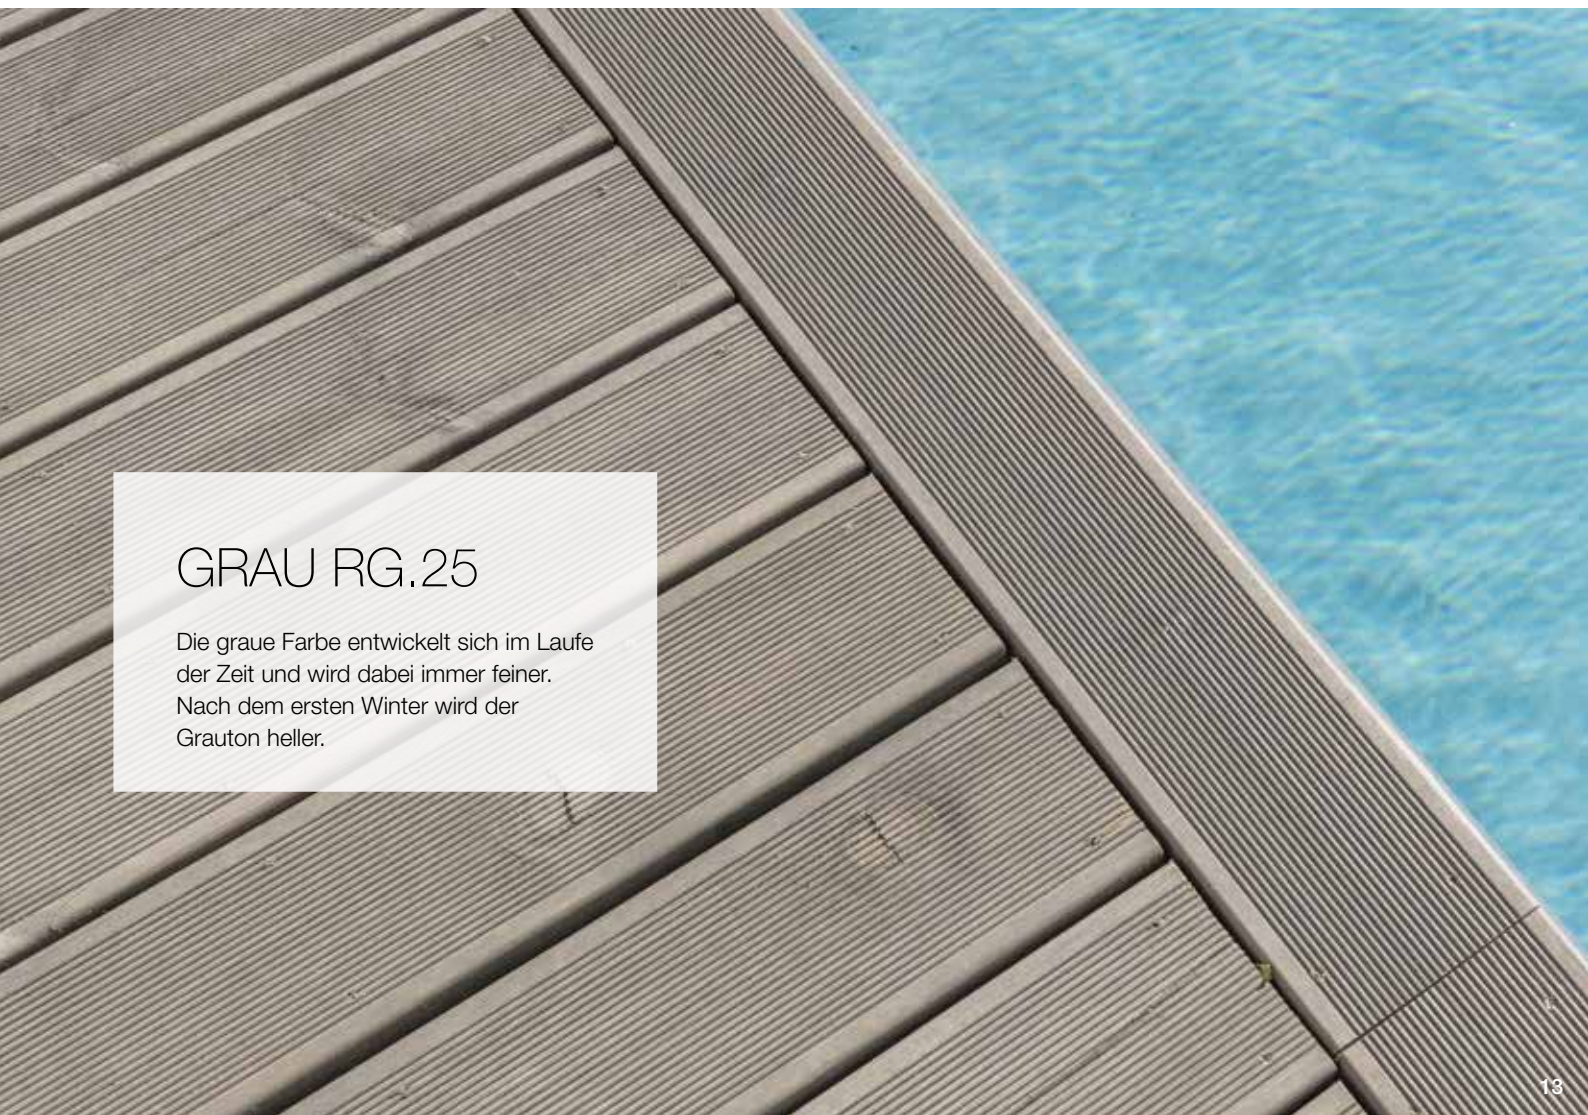 GRAU RG.25
Die graue Farbe entwickelt sich im Laufe
der Zeit und wird dabei immer feiner.
Nach dem ersten Winter wird der
Grauton heller.
13